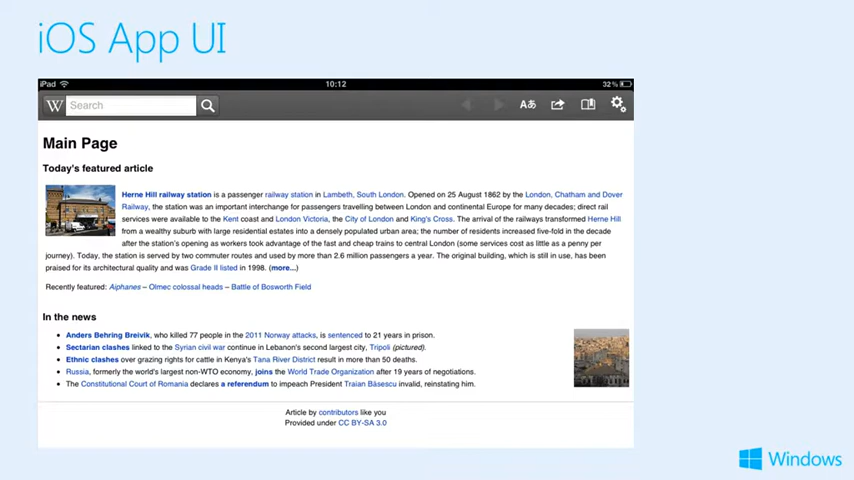 iOS App UI
iPad 10:12 32%
W Search Aあ
Main Page
Today's featured article
Herne Hill railway station is a passenger railway station in Lambeth, South London. Opened on 25 August 1862 by the London, Chatham and Dover
Railway, the station was an important interchange for passengers travelling between London and continental Europe for many decades; direct rail
services were available to the Kent coast and London Victoria, the City of London and King's Cross. The arrival of the railways transformed Herne Hill
from a wealthy suburb with large residential estates into a densely populated urban area; the number of residents increased five-fold in the decade
after the station's opening as workers took advantage of the fast and cheap trains to central London (some services cost as little as a penny per
journey). Today, the station is served by two commuter routes and used by more than 2.6 million passengers a year. The original building, which is still in use, has been
praised for its architectural quality and was Grade II listed in 1998. (more...)
Recently featured: Aiphanes – Olmec colossal heads – Battle of Bosworth Field
In the news
• Anders Behring Breivik, who killed 77 people in the 2011 Norway attacks, is sentenced to 21 years in prison.
• Sectarian clashes linked to the Syrian civil war continue in Lebanon's second largest city, Tripoli (pictured).
• Ethnic clashes over grazing rights for cattle in Kenya's Tana River District result in more than 50 deaths.
• Russia, formerly the world's largest non-WTO economy, joins the World Trade Organization after 19 years of negotiations.
• The Constitutional Court of Romania declares a referendum to impeach President Traian Băsescu invalid, reinstating him.
Article by contributors like you
Provided under CC BY-SA 3.0
Windows